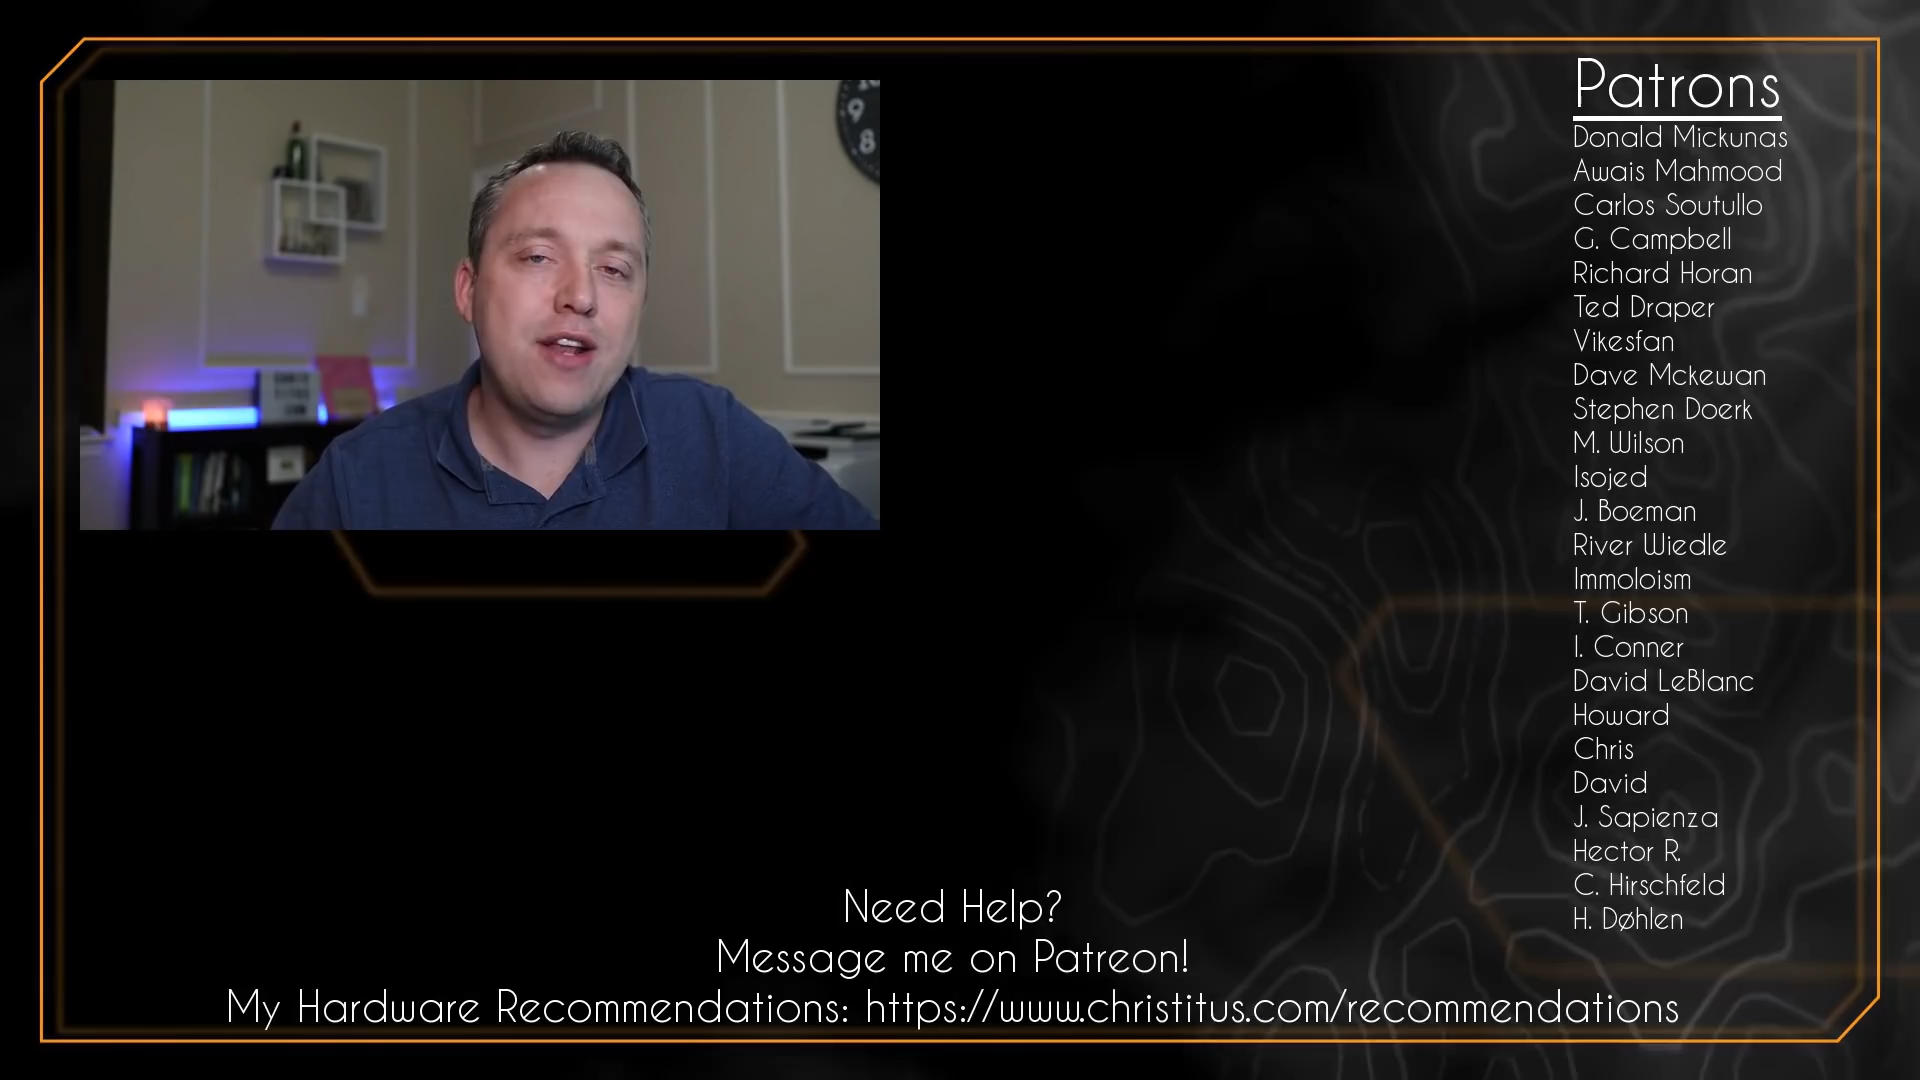 Patrons
Donald Mickunas
Awais Mahmood
Carlos Soutullo
G. Campbell
Richard Horan
Ted Draper
Vikesfan
Dave Mckewan
Stephen Doerk
M. Wilson
Isojed
J. Boeman
River Wiedle
Immoloism
T. Gibson
I. Conner
David LeBlanc
Howard
Chris
David
J. Sapienza
Hector R.
C. Hirschfeld
H. Døhlen
9
8
Need Help?
Message me on Patreon!
My Hardware Recommendations: https://www.christitus.com/recommendations